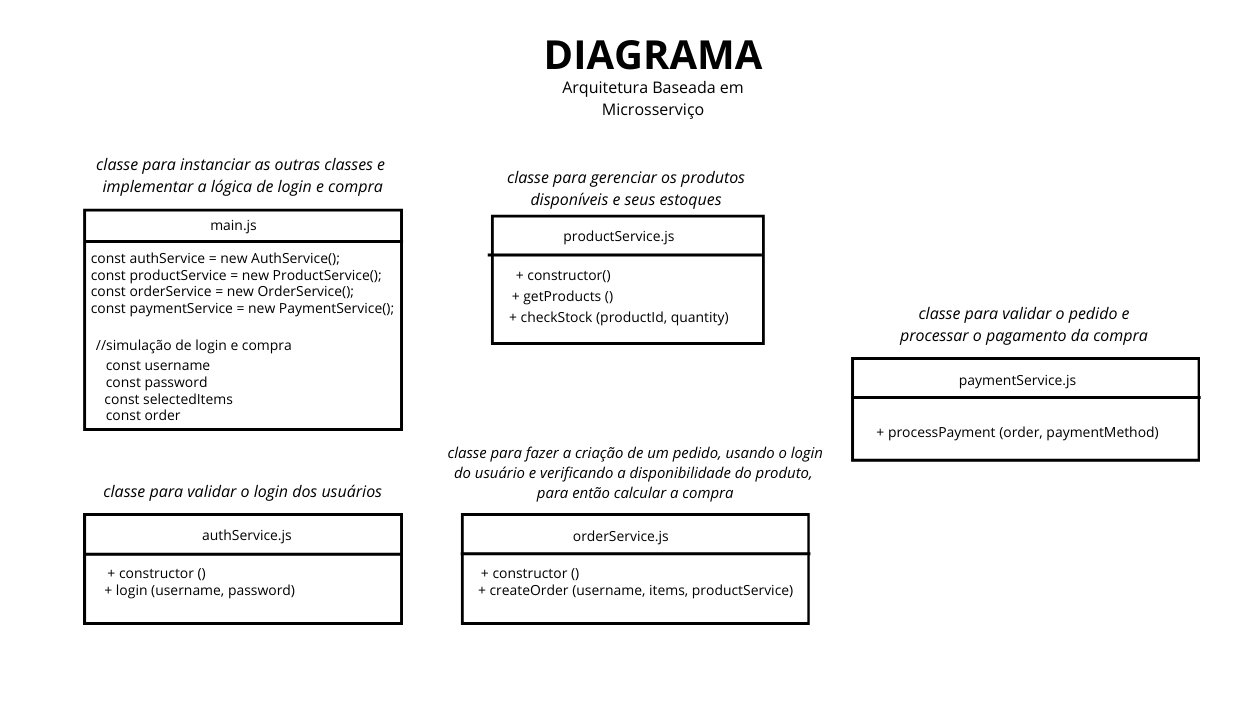 DIAGRAMA
Arquitetura Baseada em
Microsserviço
classe para instanciar as outras classes e
implementar a lógica de login e compra
main.js
const authService = new AuthService();
const productService = new ProductService();
const orderService = new OrderService();
const paymentService = new PaymentService();
//simulação de login e compra
const username
const password
const selectedItems
const order
classe para gerenciar os produtos
disponíveis e seus estoques
productService.js
+ constructor()
+ getProducts ()
+ checkStock (productId, quantity)
classe para validar o pedido e
processar o pagamento da compra
paymentService.js
+ processPayment (order, paymentMethod)
classe para validar o login dos usuários
authService.js
+ constructor ()
+ login (username, password)
classe para fazer a criação de um pedido, usando o login
do usuário e verificando a disponibilidade do produto,
para então calcular a compra
orderService.js
+ constructor ()
+ createOrder (username, items, productService)